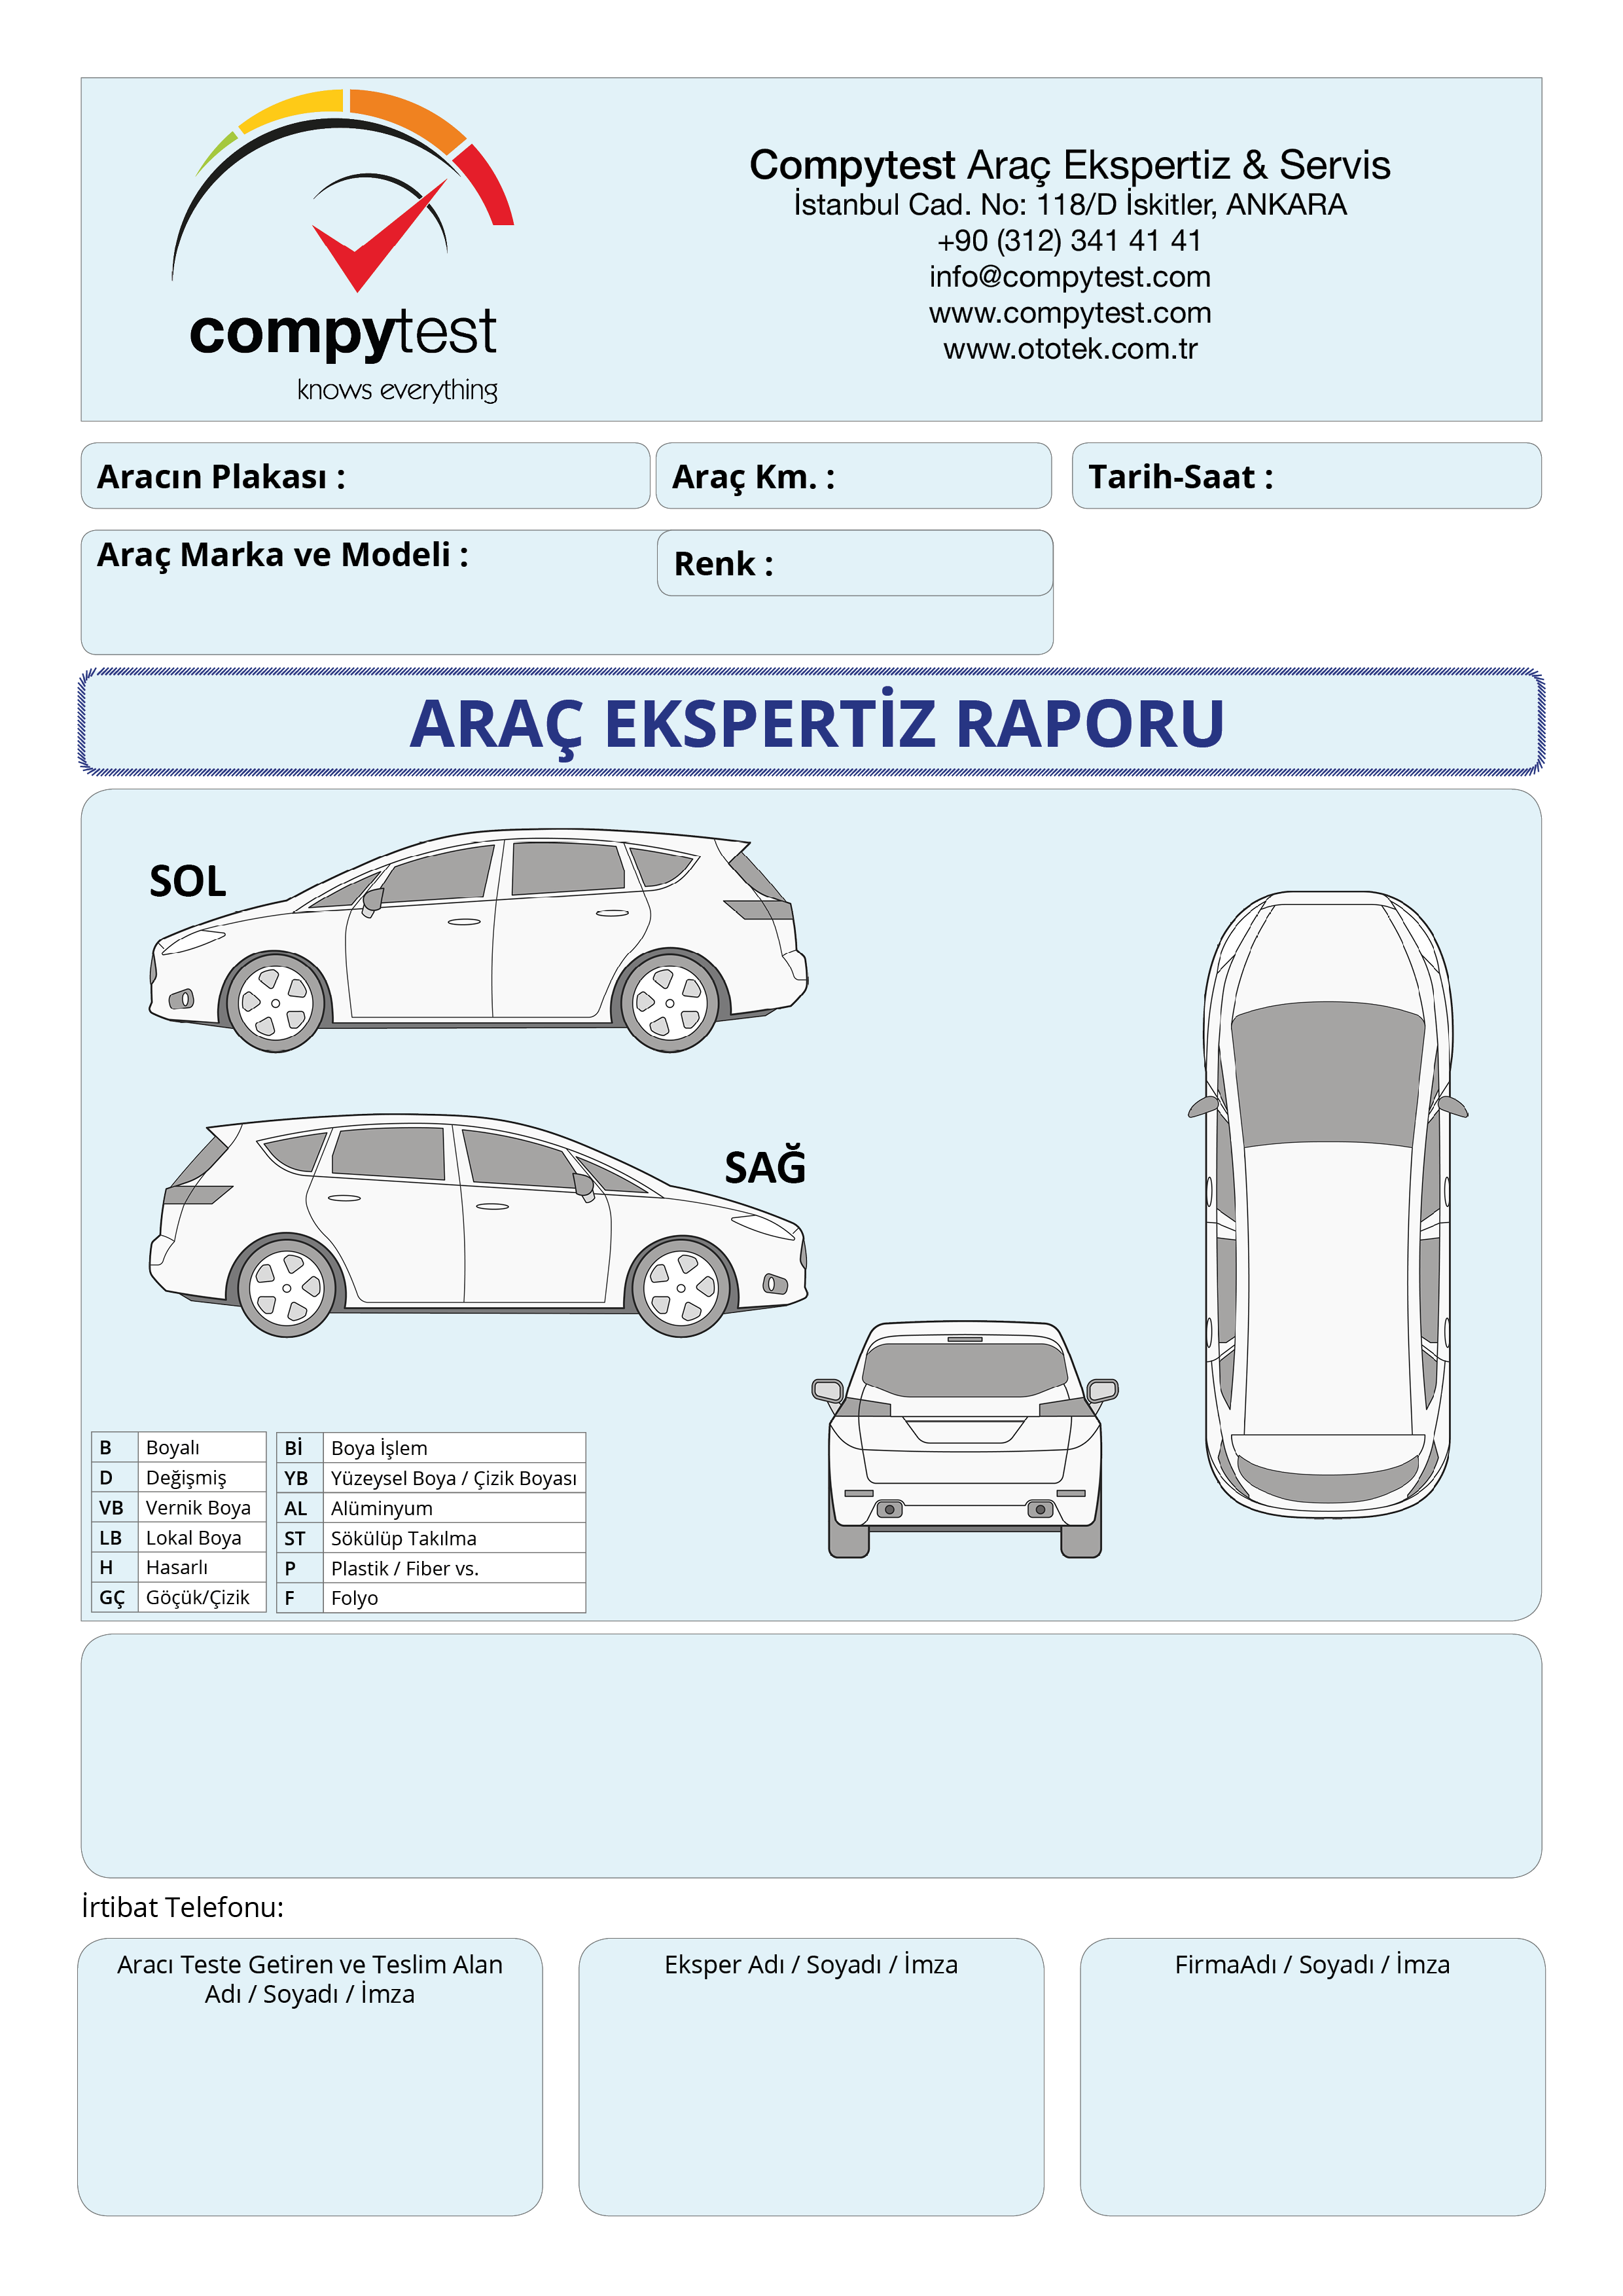 compytest
knows everything
Compytest Araç Ekspertiz & Servis
İstanbul Cad. No: 118/D İskitler, ANKARA
+90 (312) 341 41 41
info@compytest.com
www.compytest.com
www.ototek.com.tr
Aracın Plakası :
Araç Km. :
Tarih-Saat :
Araç Marka ve Modeli :
Renk :
ARAÇ EKSPERTİZ RAPORU
SOL
SAĞ
B Boyalı
D Değişmiş
VB Vernik Boya
LB Lokal Boya
H Hasarlı
GÇ Göçük/Çizik
Bİ Boya İşlem
YB Yüzeysel Boya / Çizik Boyası
AL Alüminyum
ST Sökülüp Takılma
P Plastik / Fiber vs.
F Folyo
İrtibat Telefonu:
Aracı Teste Getiren ve Teslim Alan
Adı / Soyadı / İmza
Eksper Adı / Soyadı / İmza
FirmaAdı / Soyadı / İmza